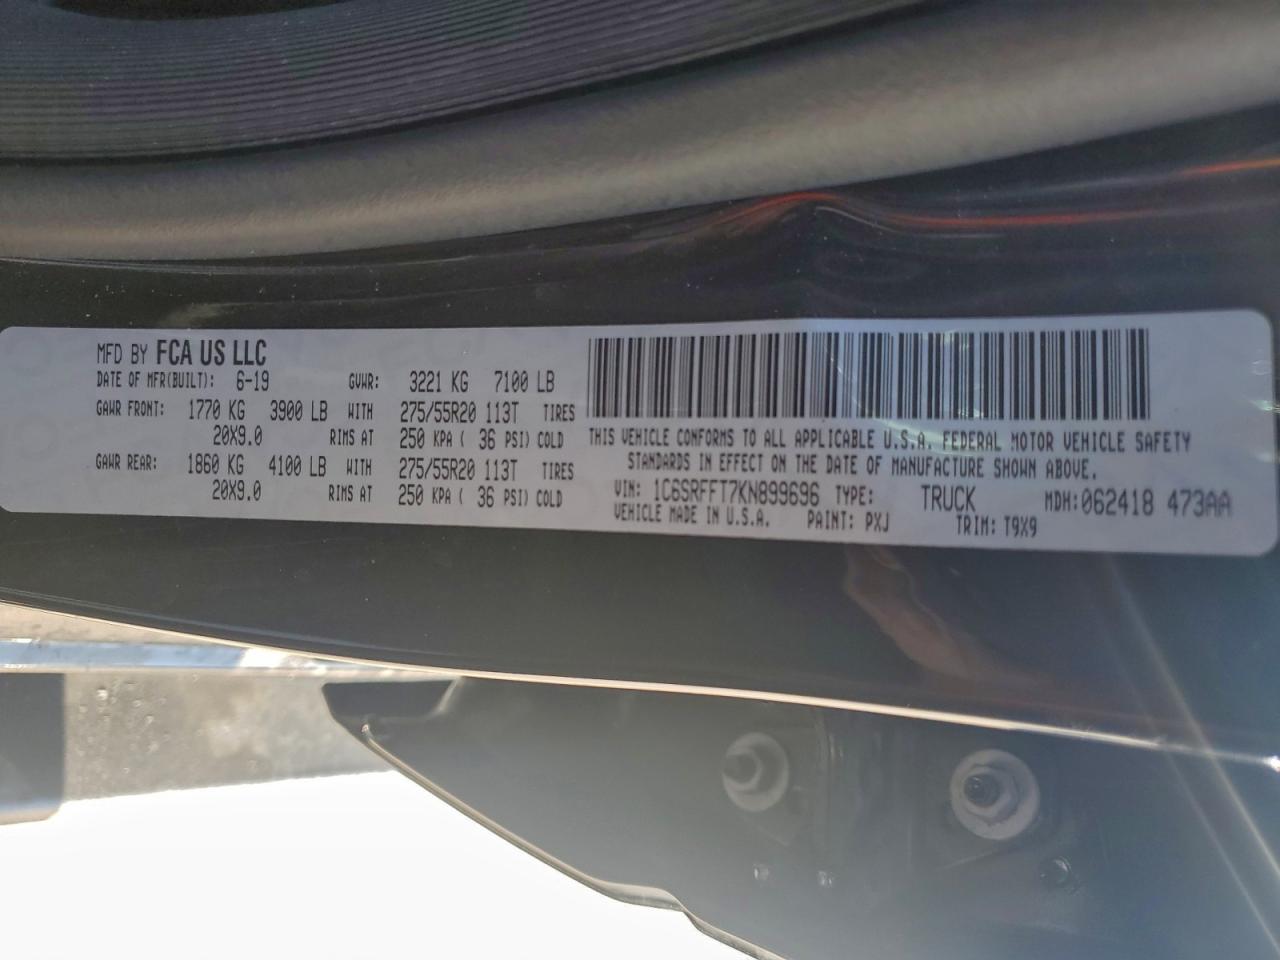 MFD BY FCA US LLC
DATE OF MFR(BUILT): 6-19 GVWR: 3221 KG 7100 LB
GAWR FRONT: 1770 KG 3900 LB WITH 275/55R20 113T TIRES
20X9.0 RIMS AT 250 KPA ( 36 PSI) COLD
GAWR REAR: 1860 KG 4100 LB WITH 275/55R20 113T TIRES
20X9.0 RIMS AT 250 KPA ( 36 PSI) COLD
THIS VEHICLE CONFORMS TO ALL APPLICABLE U.S.A. FEDERAL MOTOR VEHICLE SAFETY
STANDARDS IN EFFECT ON THE DATE OF MANUFACTURE SHOWN ABOVE.
VIN: 1C6SRFFT7KN899696 TYPE: TRUCK MDH:062418 473AA
VEHICLE MADE IN U.S.A. PAINT: PXJ TRIM: T9X9